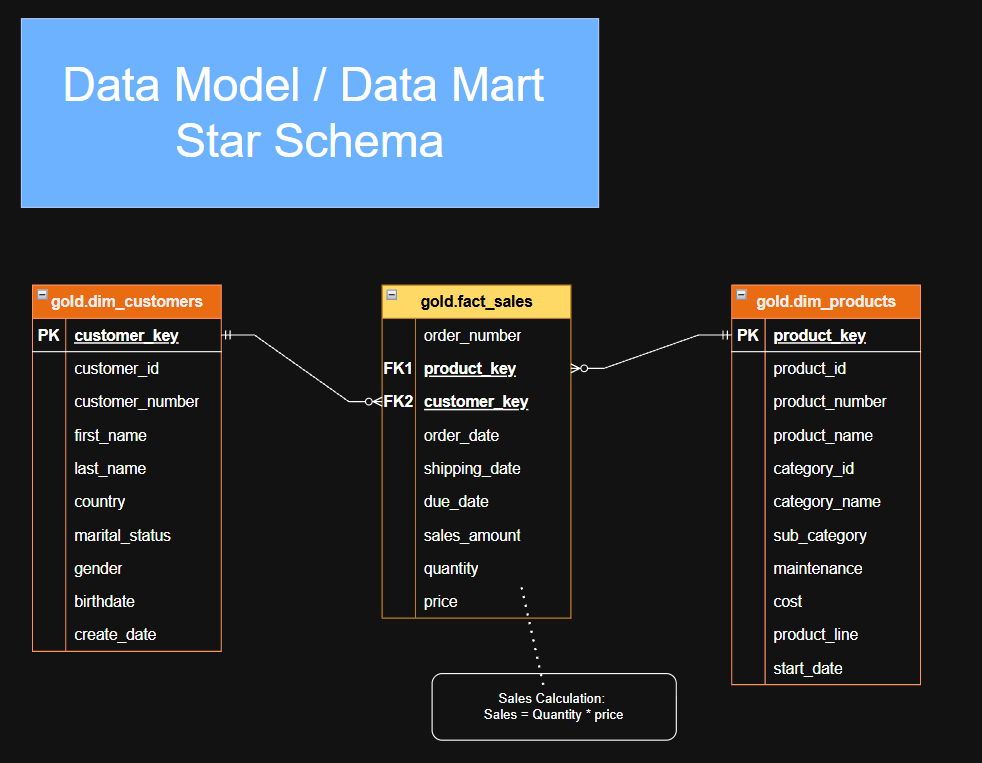 Data Model / Data Mart
Star Schema
gold.dim_customers
PK customer_key
customer_id
customer_number
first_name
last_name
country
marital_status
gender
birthdate
create_date
gold.fact_sales
order_number
FK1 product_key
FK2 customer_key
order_date
shipping_date
due_date
sales_amount
quantity
price
gold.dim_products
PK product_key
product_id
product_number
product_name
category_id
category_name
sub_category
maintenance
cost
product_line
start_date
Sales Calculation:
Sales = Quantity * price